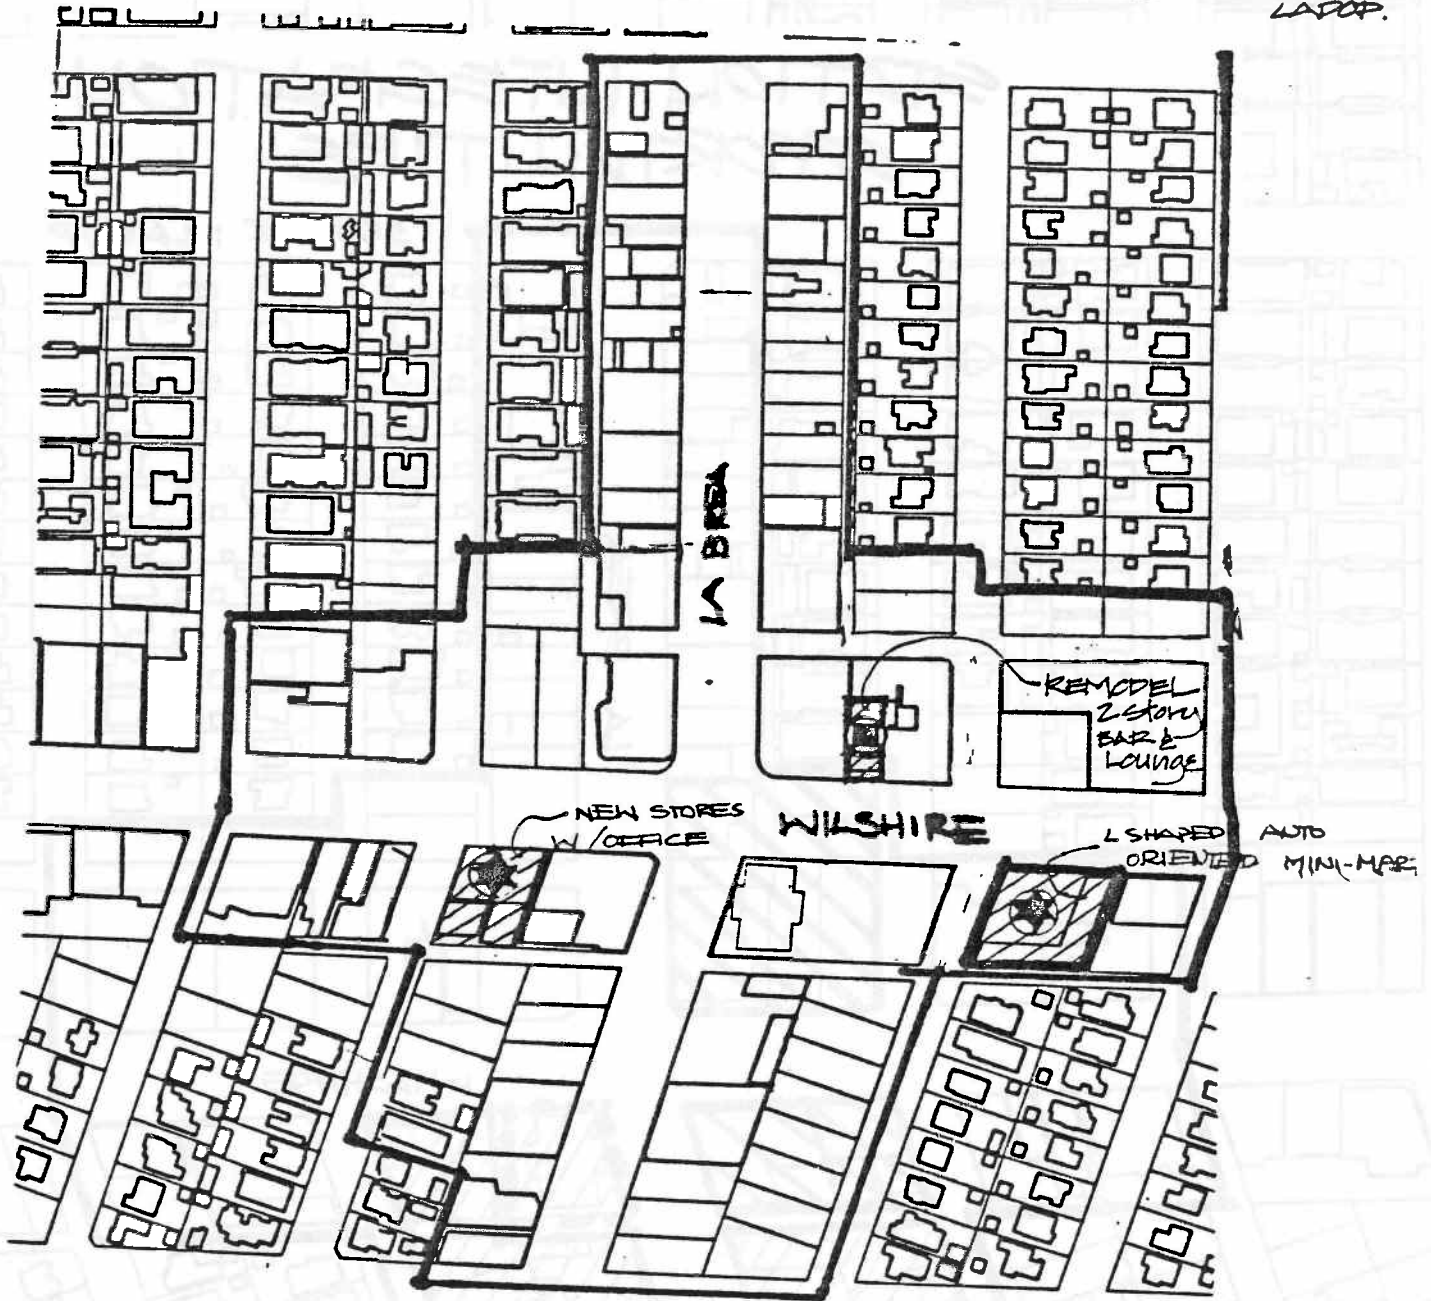 LADOP.
LA BREA
REMODEL
2 story
BAR &
LOUNGE
NEW STORES
W/OFFICE
WILSHIRE
L SHAPED AUTO
ORIENTED MINI-MAR